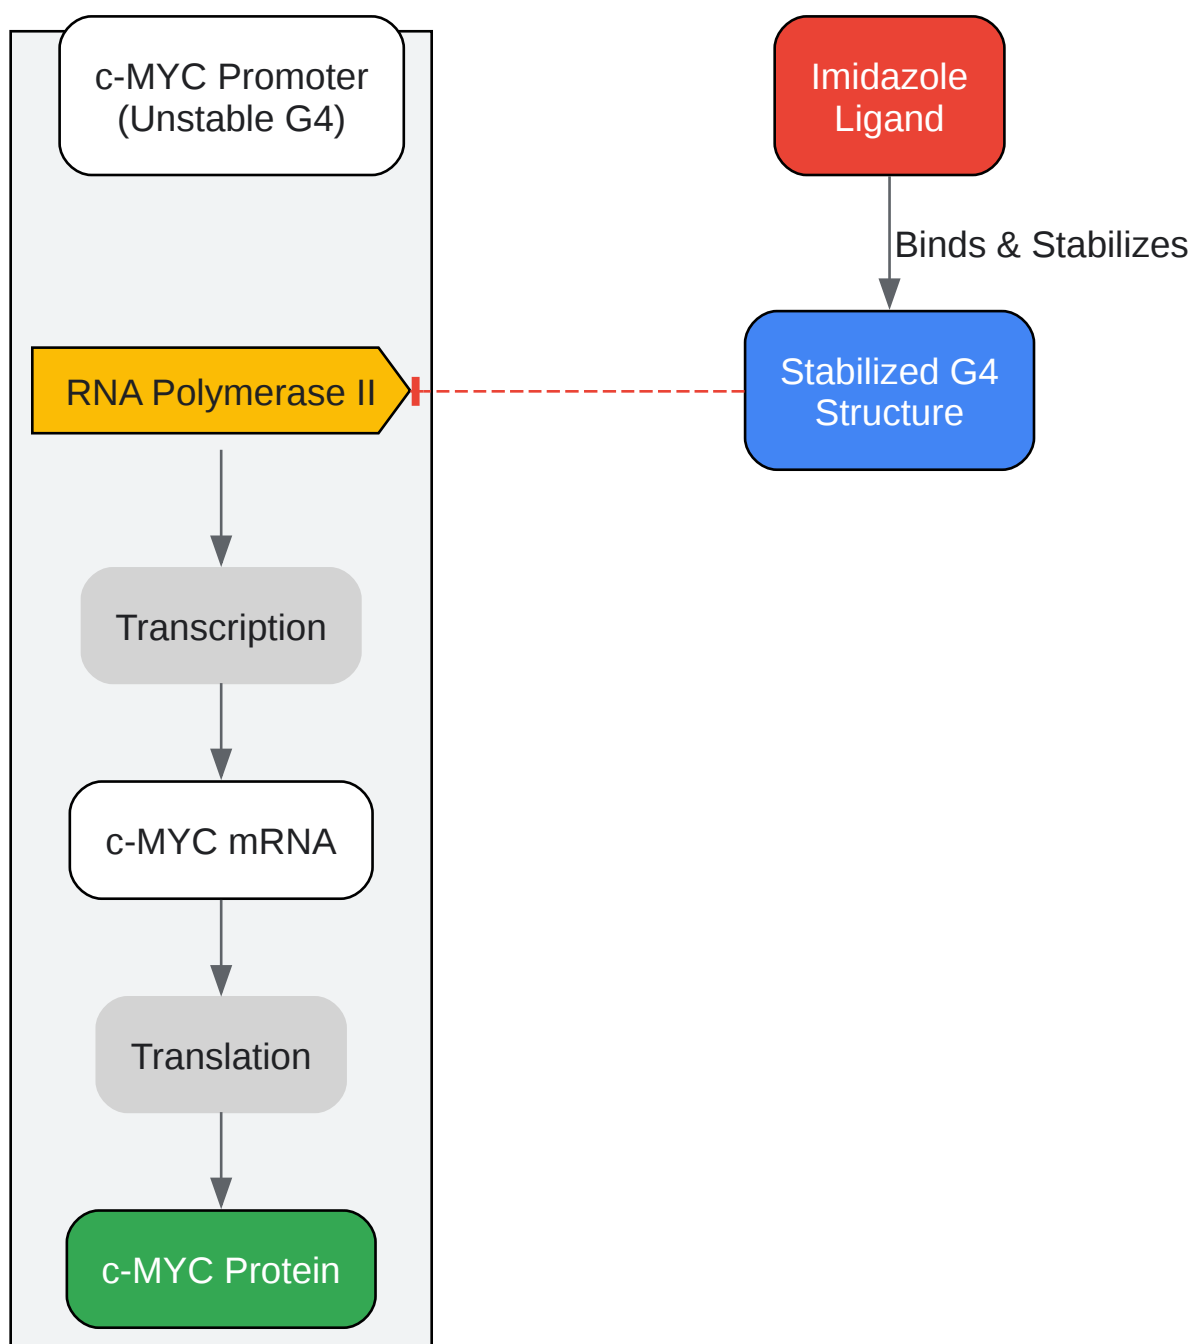 c-MYC Promoter
(Unstable G4)
Imidazole
Ligand
Binds & Stabilizes
RNA Polymerase II
Stabilized G4
Structure
Transcription
c-MYC mRNA
Translation
c-MYC Protein